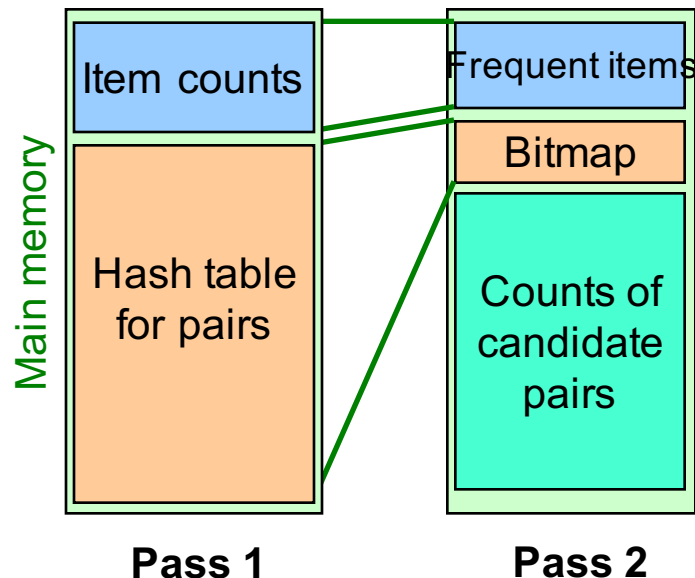 Main memory
Item counts
Hash table
for pairs
Pass 1
Frequent items
Bitmap
Counts of
candidate
pairs
Pass 2